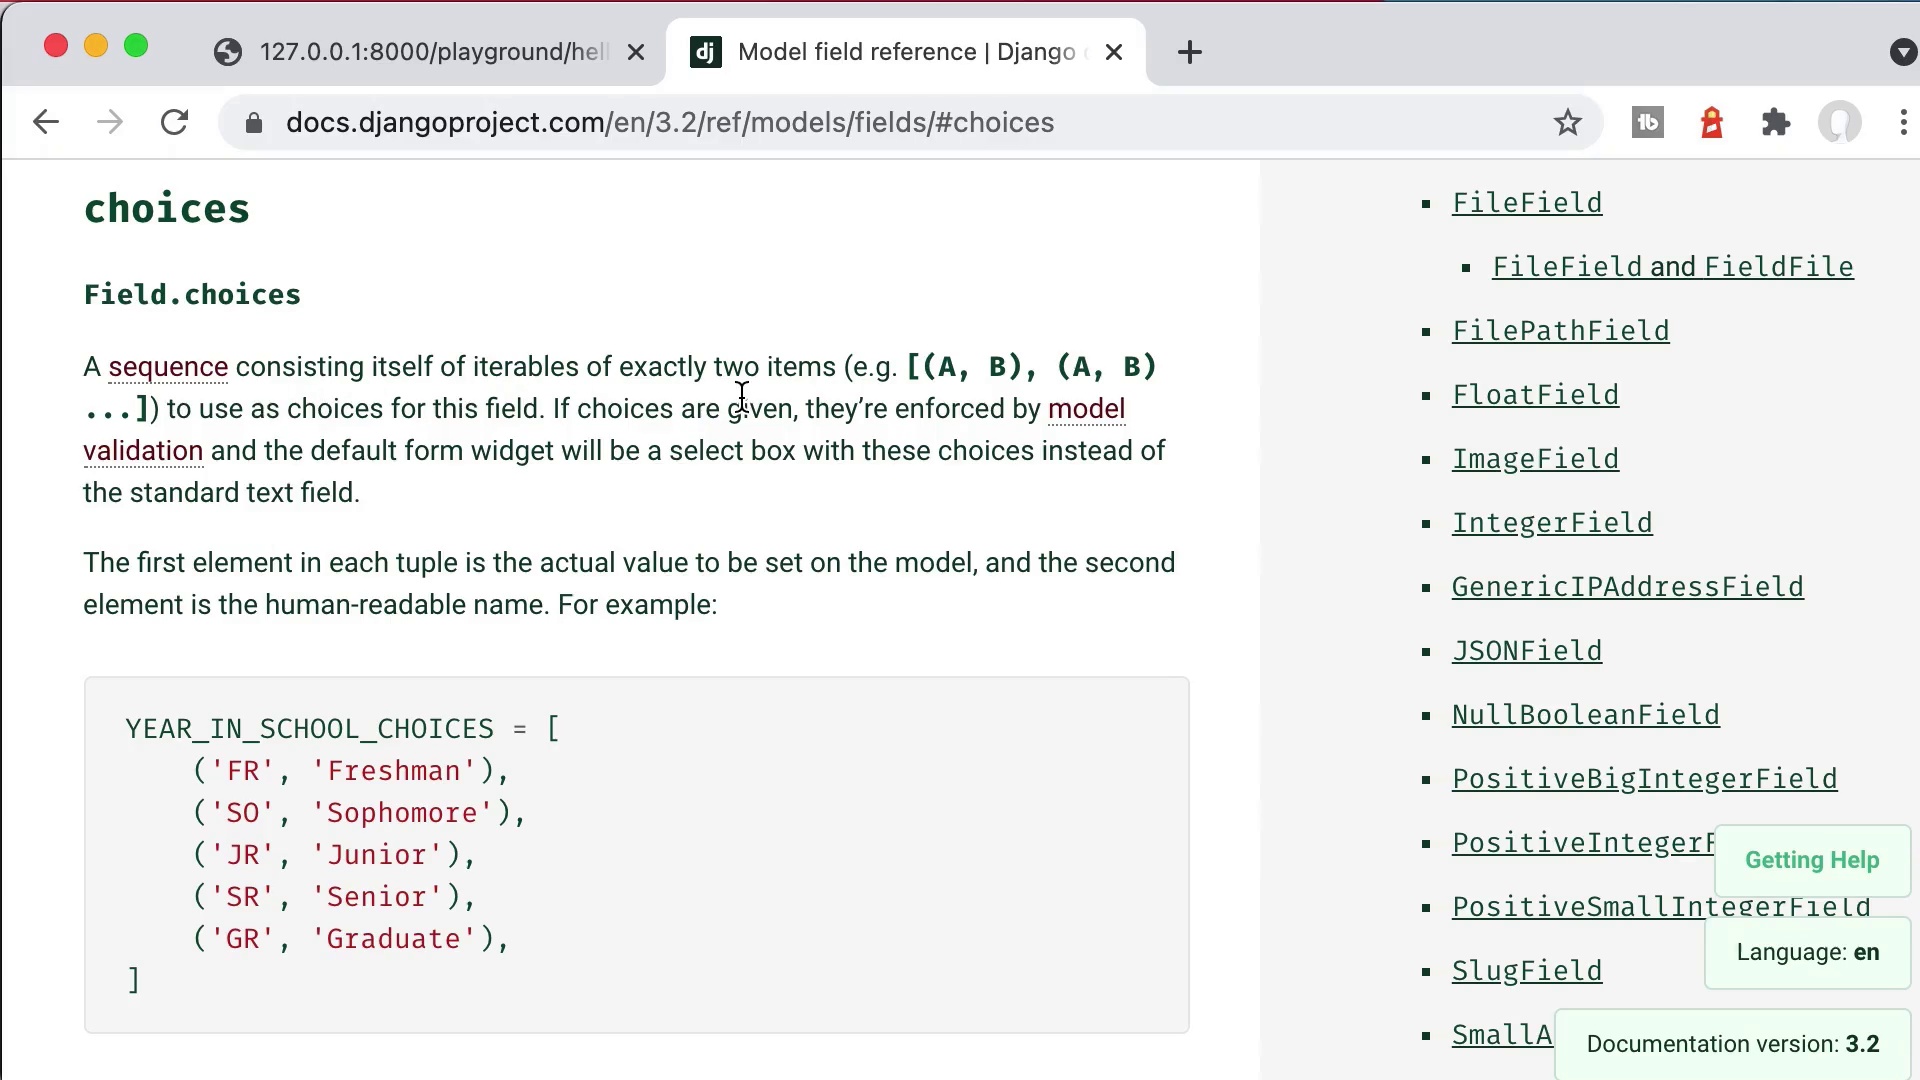 127.0.0.1:8000/playground/hell
dj Model field reference | Django
docs.djangoproject.com/en/3.2/ref/models/fields/#choices
choices
Field.choices
A sequence consisting itself of iterables of exactly two items (e.g. [(A, B), (A, B)
...]) to use as choices for this field. If choices are given, they’re enforced by model
validation and the default form widget will be a select box with these choices instead of
the standard text field.
The first element in each tuple is the actual value to be set on the model, and the second
element is the human-readable name. For example:
YEAR_IN_SCHOOL_CHOICES = [
('FR', 'Freshman'),
('SO', 'Sophomore'),
('JR', 'Junior'),
('SR', 'Senior'),
('GR', 'Graduate'),
]
FileField
FileField and FieldFile
FilePathField
FloatField
ImageField
IntegerField
GenericIPAddressField
JSONField
NullBooleanField
PositiveBigIntegerField
PositiveIntegerF
PositiveSmallIntegerField
SlugField
SmallA
Getting Help
Language: en
Documentation version: 3.2